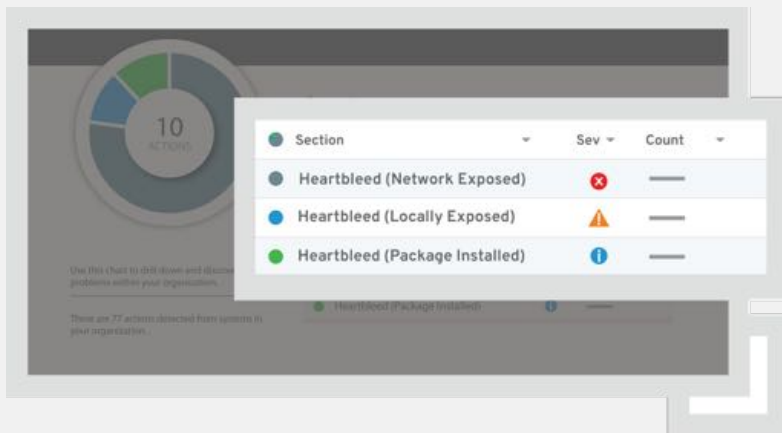 10
ACTIONS
Section Sev Count
Heartbleed (Network Exposed)
Heartbleed (Locally Exposed)
Heartbleed (Package Installed)
Use this chart to drill down and discover
problems within your organization.
Heartbleed (Package Installed)
There are 77 actions detected from systems in
your organization.